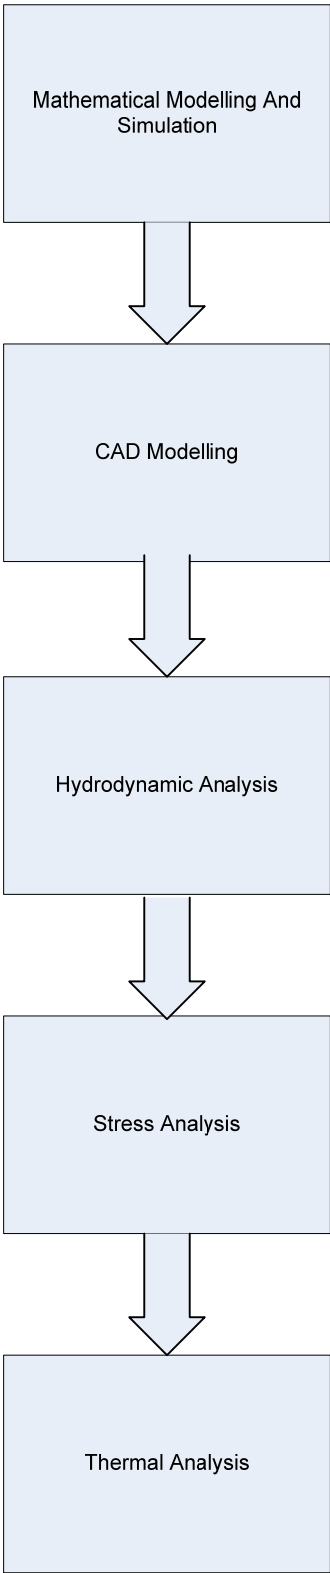 Mathematical Modelling And
Simulation
CAD Modelling
Hydrodynamic Analysis
Stress Analysis
Thermal Analysis